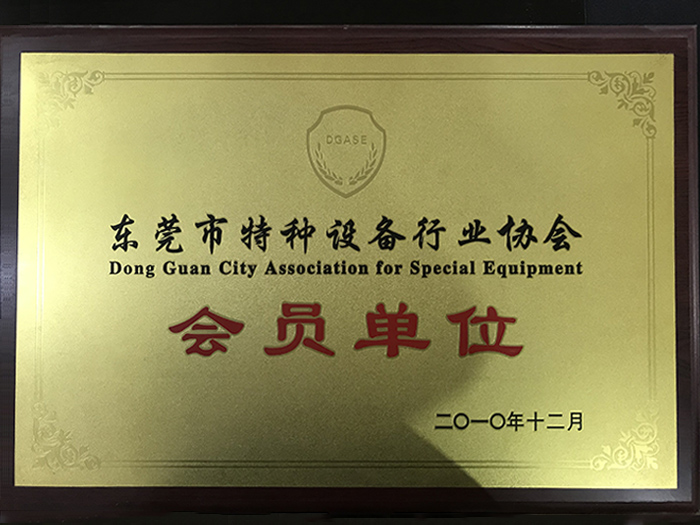 DGASE
东莞市特种设备行业协会
Dong Guan City Association for Special Equipment
会员单位
二〇一〇年十二月